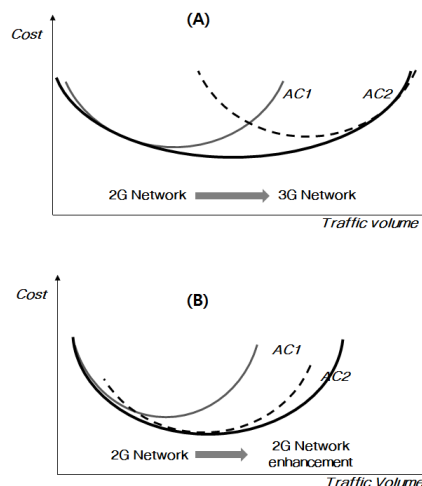 (A)
Cost
AC1
AC2
2G Network
3G Network
Traffic volume
(B)
Cost
AC1
AC2
2G Network
2G Network
enhancement
Traffic Volume